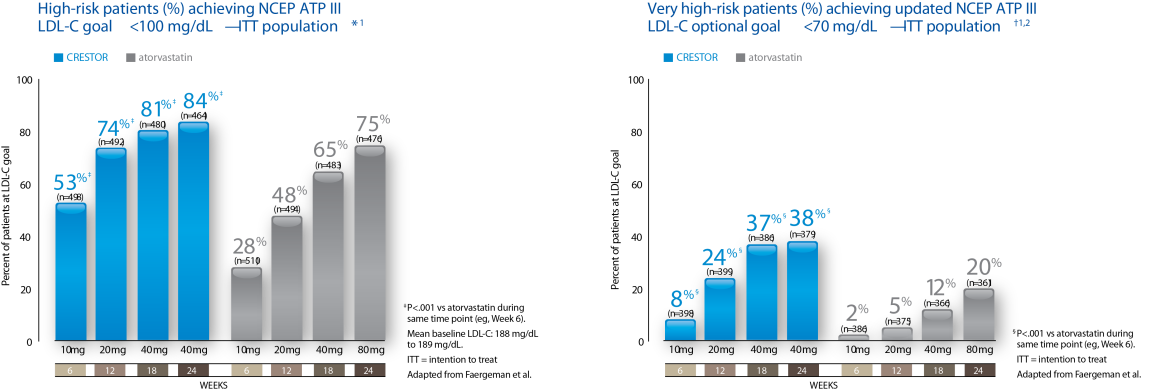 High-risk patients (%) achieving NCEP ATP III
LDL-C goal <100 mg/dL —ITT population *1
CRESTOR atorvastatin
Percent of patients at LDL-C goal
100
80
60
40
20
0
53%‡
(n=498)
74%‡
(n=492)
81%‡
(n=480)
84%‡
(n=464)
28%
(n=510)
48%
(n=494)
65%
(n=483)
75%
(n=476)
10mg 20mg 40mg 40mg 10mg 20mg 40mg 80mg
6 12 18 24 6 12 18 24
WEEKS
‡P<.001 vs atorvastatin during
same time point (eg, Week 6).
Mean baseline LDL-C: 188 mg/dL
to 189 mg/dL.
ITT = intention to treat
Adapted from Faergeman et al.
Very high-risk patients (%) achieving updated NCEP ATP III
LDL-C optional goal <70 mg/dL —ITT population †1,2
CRESTOR atorvastatin
Percent of patients at LDL-C goal
100
80
60
40
20
0
8%§
(n=398)
24%§
(n=399)
37%§
(n=386)
38%§
(n=379)
2%
(n=386)
5%
(n=375)
12%
(n=366)
20%
(n=361)
10mg 20mg 40mg 40mg 10mg 20mg 40mg 80mg
6 12 18 24 6 12 18 24
WEEKS
§P<.001 vs atorvastatin during
same time point (eg, Week 6).
ITT = intention to treat
Adapted from Faergeman et al.